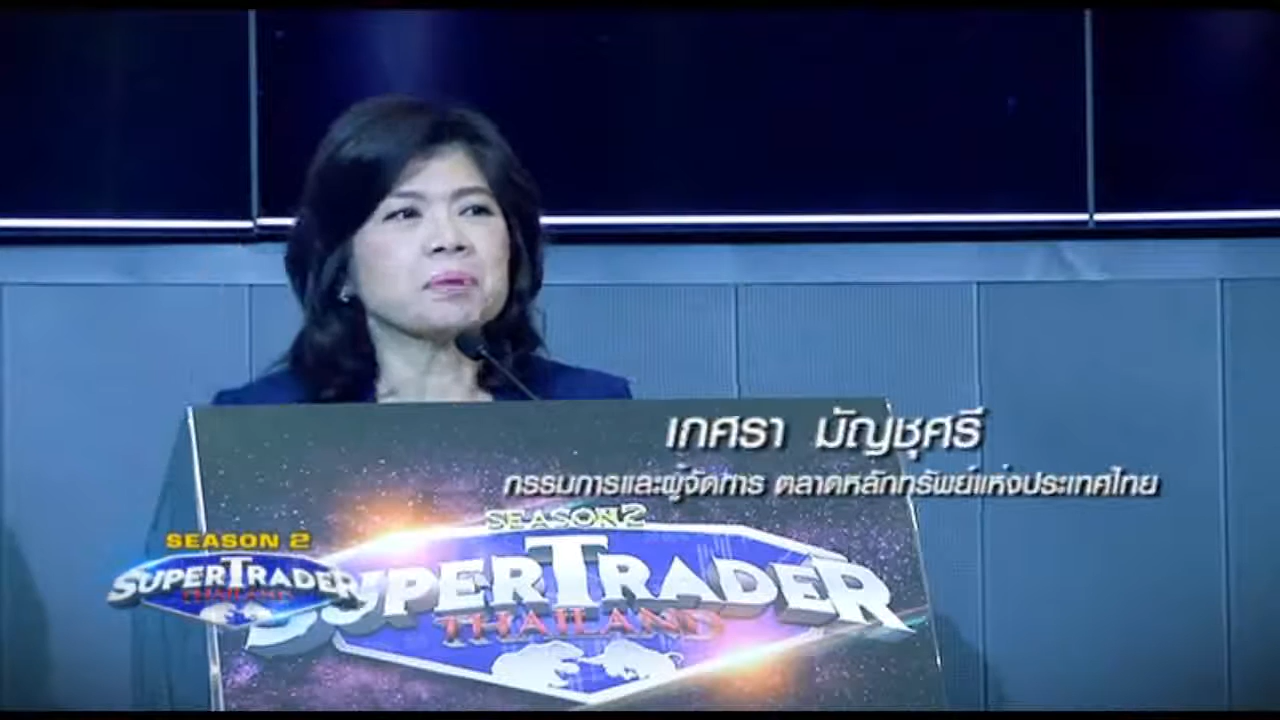 เกศรา มัญชุศรี
กรรมการและผู้จัดการ ตลาดหลักทรัพย์แห่งประเทศไทย
SEASON 2
SUPERTRADER
THAILAND
SEASON 2
SUPERTRADER
THAILAND